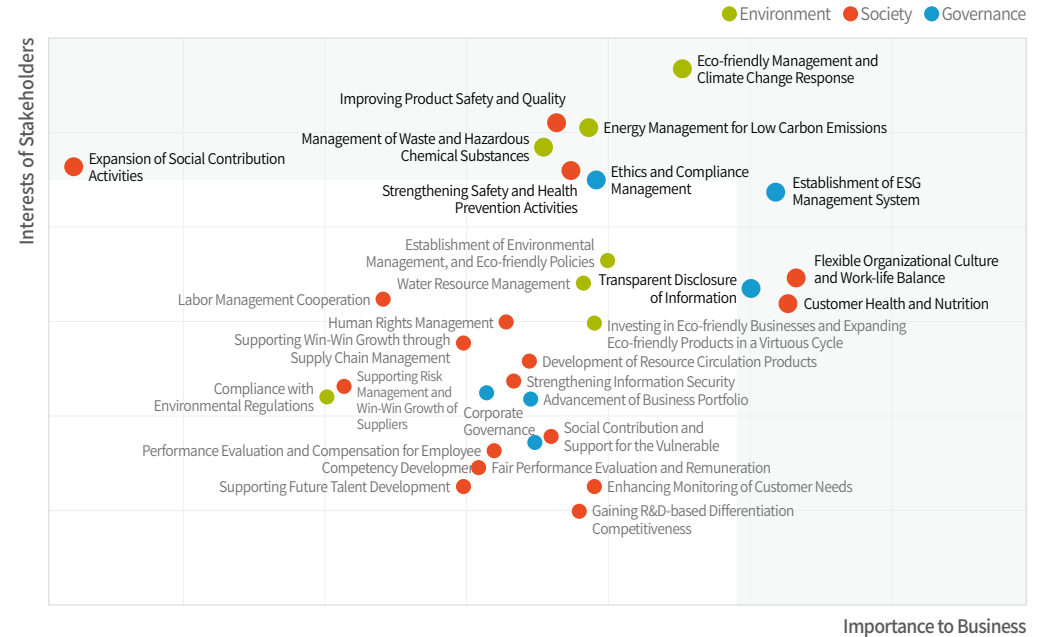 Environment
Society
Governance
Interests of Stakeholders
Eco-friendly Management and
Climate Change Response
Improving Product Safety and Quality
Energy Management for Low Carbon Emissions
Management of Waste and Hazardous
Chemical Substances
Expansion of Social Contribution
Activities
Ethics and Compliance
Management
Strengthening Safety and Health
Prevention Activities
Establishment of ESG
Management System
Establishment of Environmental
Management, and Eco-friendly Policies
Water Resource Management
Transparent Disclosure
of Information
Flexible Organizational Culture
and Work-life Balance
Customer Health and Nutrition
Labor Management Cooperation
Human Rights Management
Investing in Eco-friendly Businesses and Expanding
Eco-friendly Products in a Virtuous Cycle
Supporting Win-Win Growth through
Supply Chain Management
Development of Resource Circulation Products
Supporting Risk
Management and
Win-Win Growth of
Suppliers
Strengthening Information Security
Compliance with
Environmental Regulations
Advancement of Business Portfolio
Corporate
Governance
Social Contribution and
Support for the Vulnerable
Performance Evaluation and Compensation for Employee
Competency Developmen
Fair Performance Evaluation and Remuneration
Supporting Future Talent Development
Enhancing Monitoring of Customer Needs
Gaining R&D-based Differentiation
Competitiveness
Importance to Business